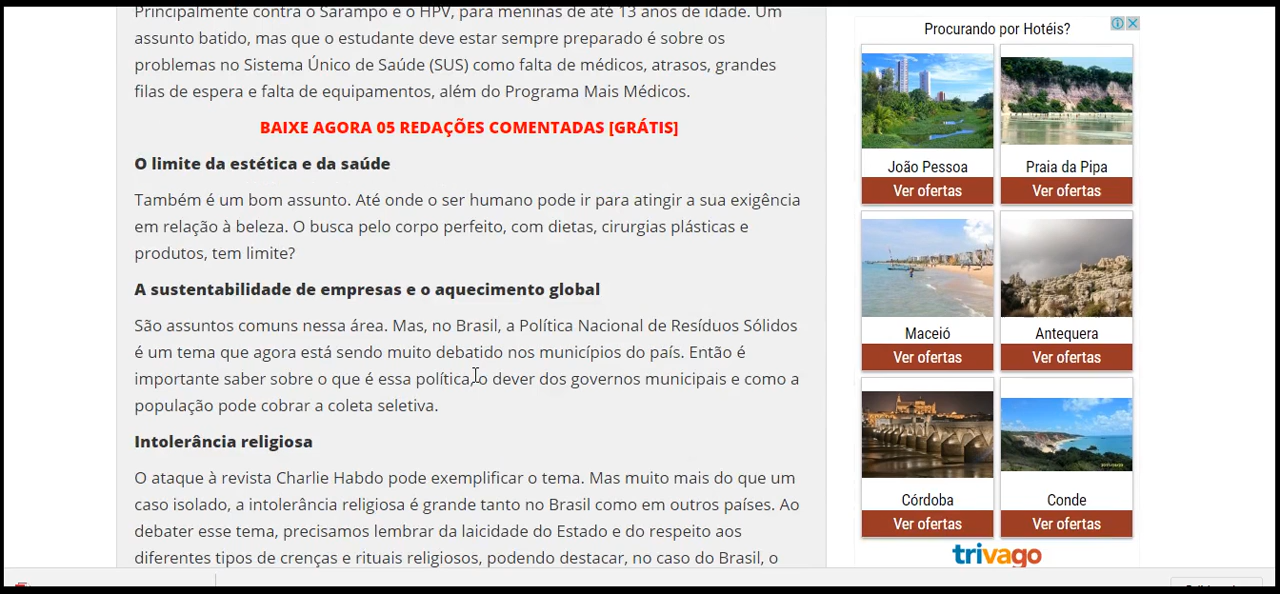 Principalmente contra o Sarampo e o HPV, para meninas de até 13 anos de idade. Um
assunto batido, mas que o estudante deve estar sempre preparado é sobre os
problemas no Sistema Único de Saúde (SUS) como falta de médicos, atrasos, grandes
filas de espera e falta de equipamentos, além do Programa Mais Médicos.
BAIXE AGORA 05 REDAÇÕES COMENTADAS [GRÁTIS]
O limite da estética e da saúde
Também é um bom assunto. Até onde o ser humano pode ir para atingir a sua exigência
em relação à beleza. O busca pelo corpo perfeito, com dietas, cirurgias plásticas e
produtos, tem limite?
A sustentabilidade de empresas e o aquecimento global
São assuntos comuns nessa área. Mas, no Brasil, a Política Nacional de Resíduos Sólidos
é um tema que agora está sendo muito debatido nos municípios do país. Então é
importante saber sobre o que é essa política, o dever dos governos municipais e como a
população pode cobrar a coleta seletiva.
Intolerância religiosa
O ataque à revista Charlie Habdo pode exemplificar o tema. Mas muito mais do que um
caso isolado, a intolerância religiosa é grande tanto no Brasil como em outros países. Ao
debater esse tema, precisamos lembrar da laicidade do Estado e do respeito aos
diferentes tipos de crenças e rituais religiosos, podendo destacar, no caso do Brasil, o
Procurando por Hotéis?
João Pessoa
Ver ofertas
Praia da Pipa
Ver ofertas
Maceió
Ver ofertas
Antequera
Ver ofertas
Córdoba
Ver ofertas
Conde
Ver ofertas
trivago